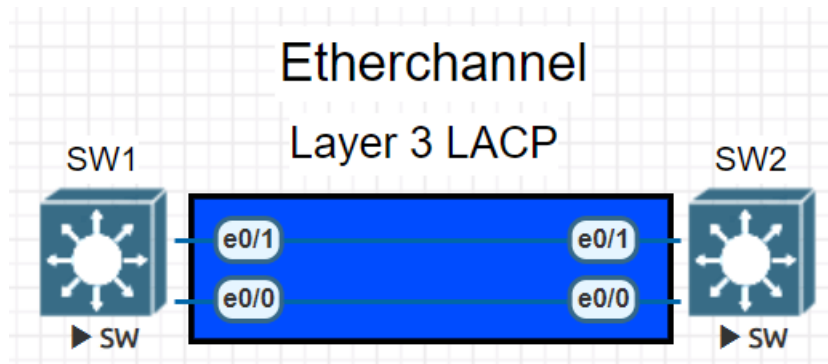 Etherchannel
Layer 3 LACP
SW1
SW2
e0/1
e0/1
e0/0
e0/0
SW
SW